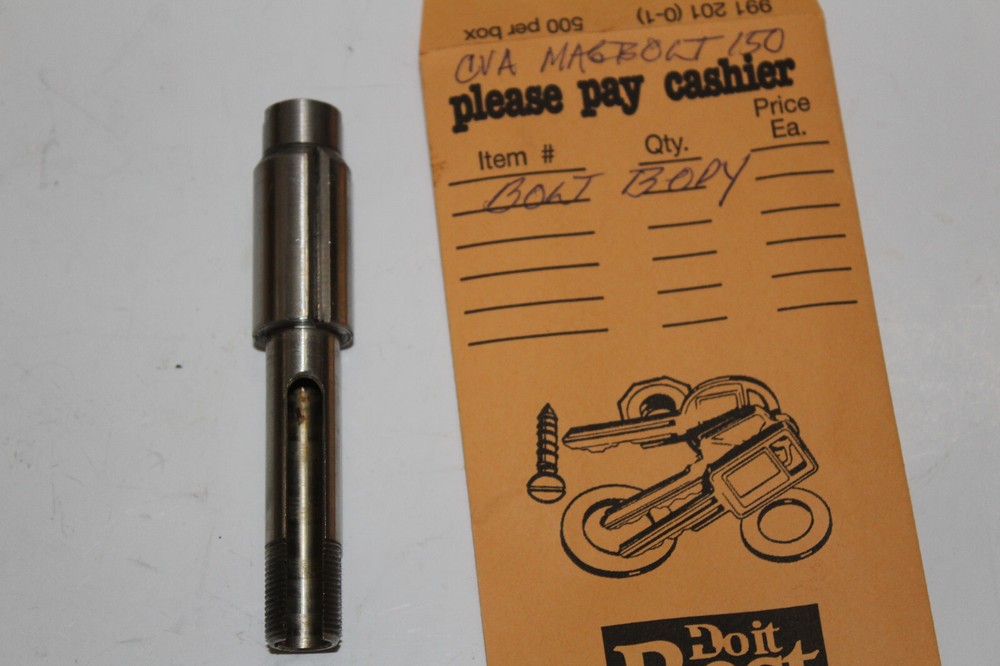 991 201 (0-1) 500 per box
CVA MAGBOLT 150
please pay cashier
Item # Qty. Price Ea.
BOLT BODY
Do it
Best